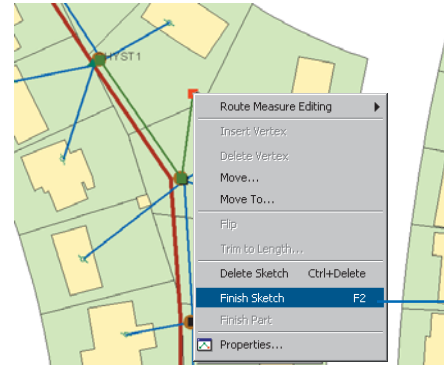 HYST1
Route Measure Editing
Insert Vertex
Delete Vertex
Move...
Move To...
Flip
Trim to Length...
Delete Sketch Ctrl+Delete
Finish Sketch F2
Finish Part
Properties...